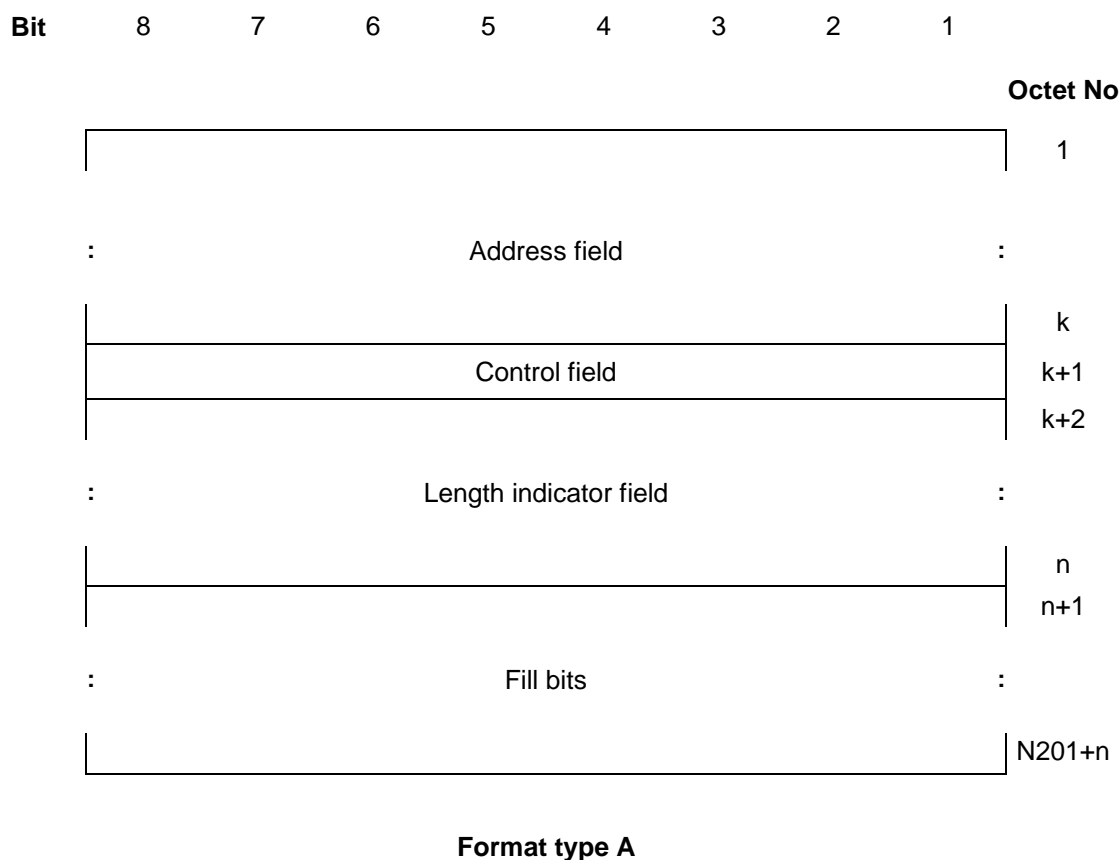 Bit 8 7 6 5 4 3 2 1
Octet No
1
: Address field :
k
Control field k+1
k+2
: Length indicator field :
n
n+1
: Fill bits :
N201+n
Format type A